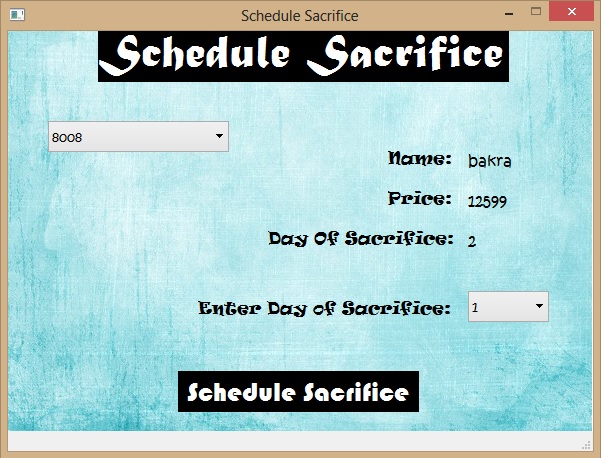 Schedule Sacrifice
Schedule Sacrifice
8008
Name: bakra
Price: 12599
Day Of Sacrifice: 2
Enter Day of Sacrifice: 1
Schedule Sacrifice